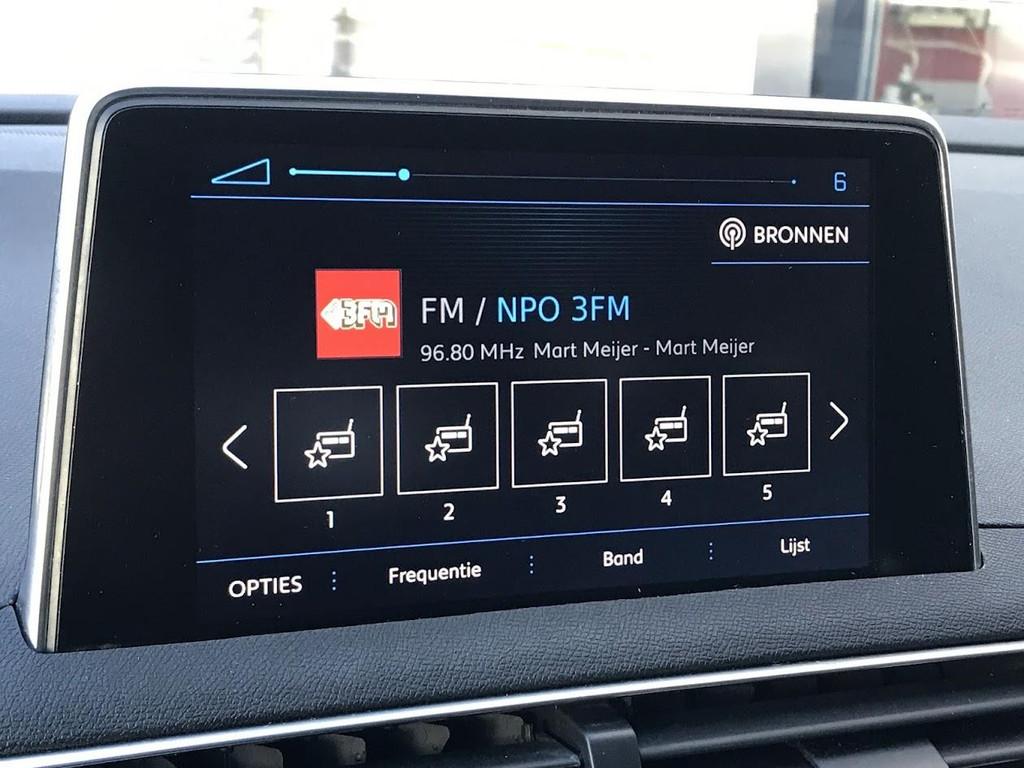 6
BRONNEN
3FM
FM / NPO 3FM
96.80 MHz Mart Meijer - Mart Meijer
1 2 3 4 5
OPTIES Frequentie Band Lijst